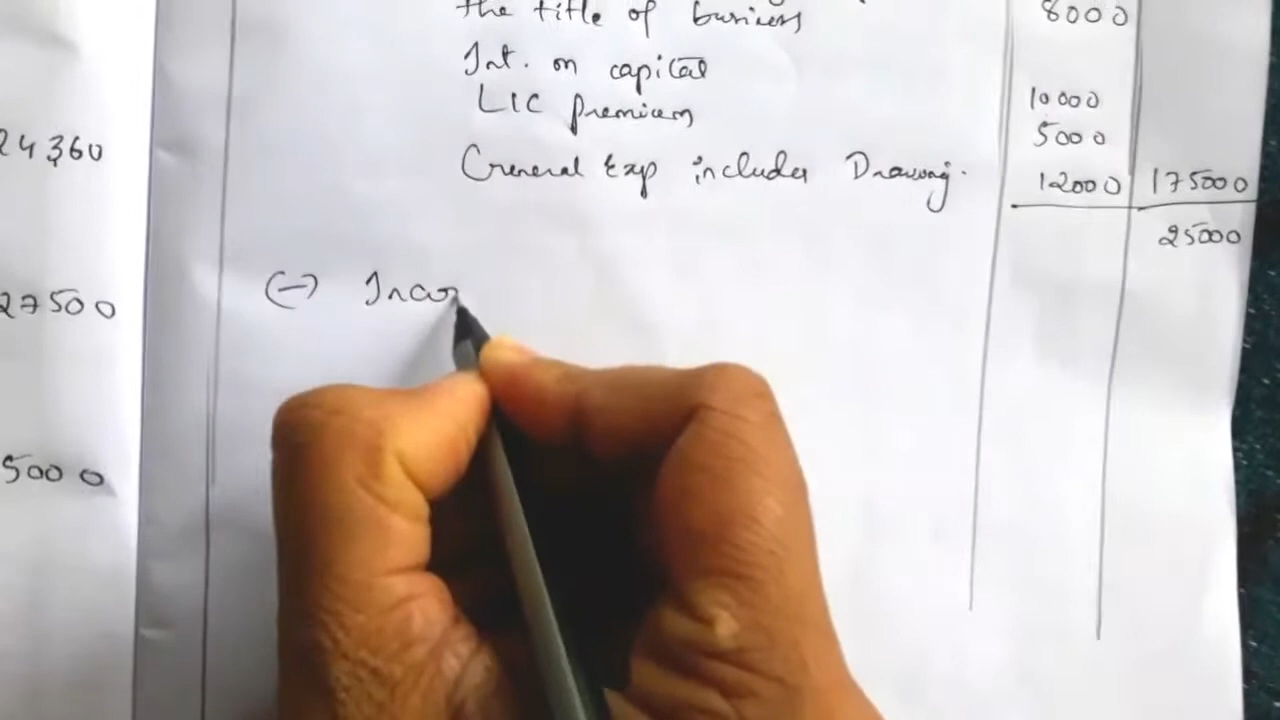 the title of business 8000
Int. on capital
10000
LIC premium
5000
24360
General Exp includes Drawing. 12000 175000
25000
(-) Inco
27500
5000